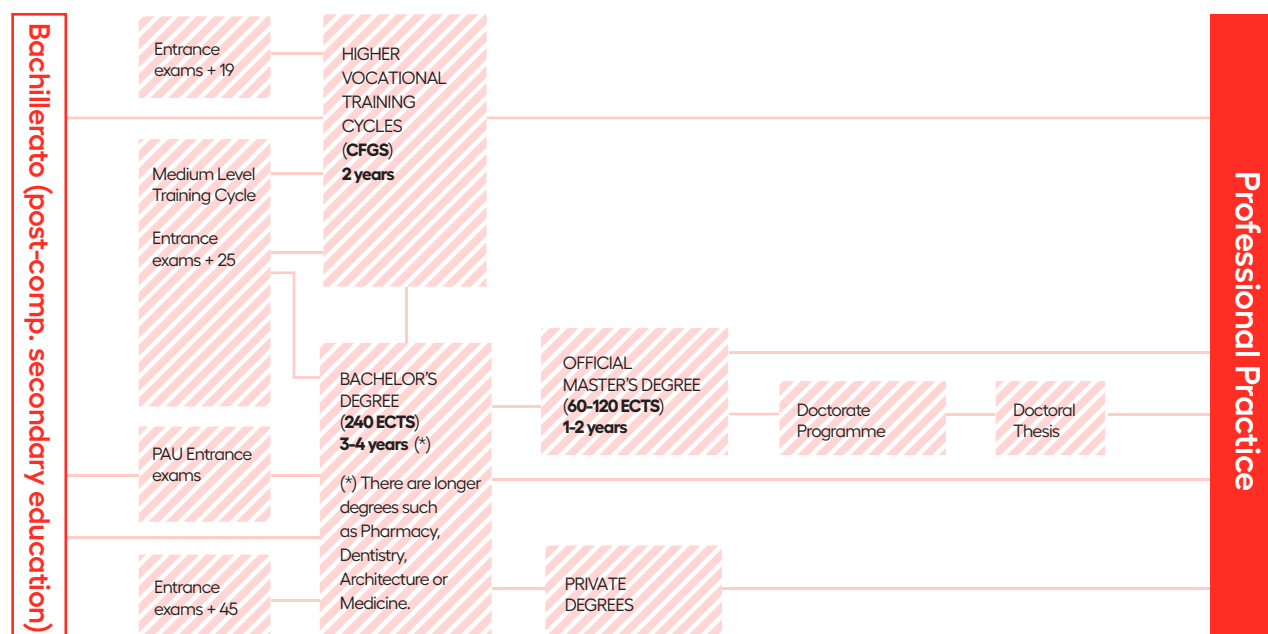 Bachillerato (post-comp. secondary education)
Entrance
exams + 19
Medium Level
Training Cycle
Entrance
exams + 25
PAU Entrance
exams
Entrance
exams + 45
HIGHER
VOCATIONAL
TRAINING
CYCLES
(CFGS)
2 years
BACHELOR'S
DEGREE
(240 ECTS)
3-4 years (*)
(*) There are longer
degrees such
as Pharmacy,
Dentistry,
Architecture or
Medicine.
OFFICIAL
MASTER'S DEGREE
(60-120 ECTS)
1-2 years
PRIVATE
DEGREES
Doctorate
Programme
Doctoral
Thesis
Professional Practice